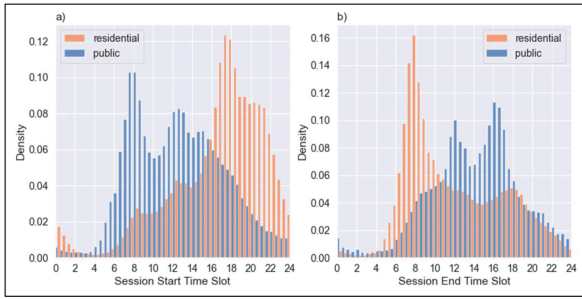 a)
residential
public
0.12
0.10
0.08
0.06
0.04
0.02
0.00
Density
0 2 4 6 8 10 12 14 16 18 20 22 24
Session Start Time Slot
b)
residential
public
0.16
0.14
0.12
0.10
0.08
0.06
0.04
0.02
0.00
Density
0 2 4 6 8 10 12 14 16 18 20 22 24
Session End Time Slot